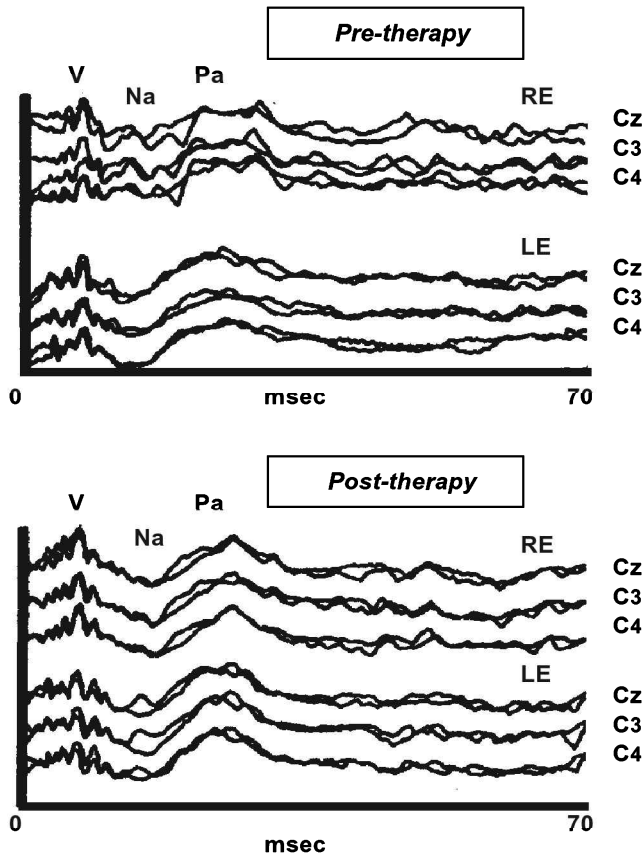 Pre-therapy
V Na Pa RE
Cz
C3
C4
LE
Cz
C3
C4
0 msec 70
Post-therapy
V Na Pa
RE
Cz
C3
C4
LE
Cz
C3
C4
0 msec 70